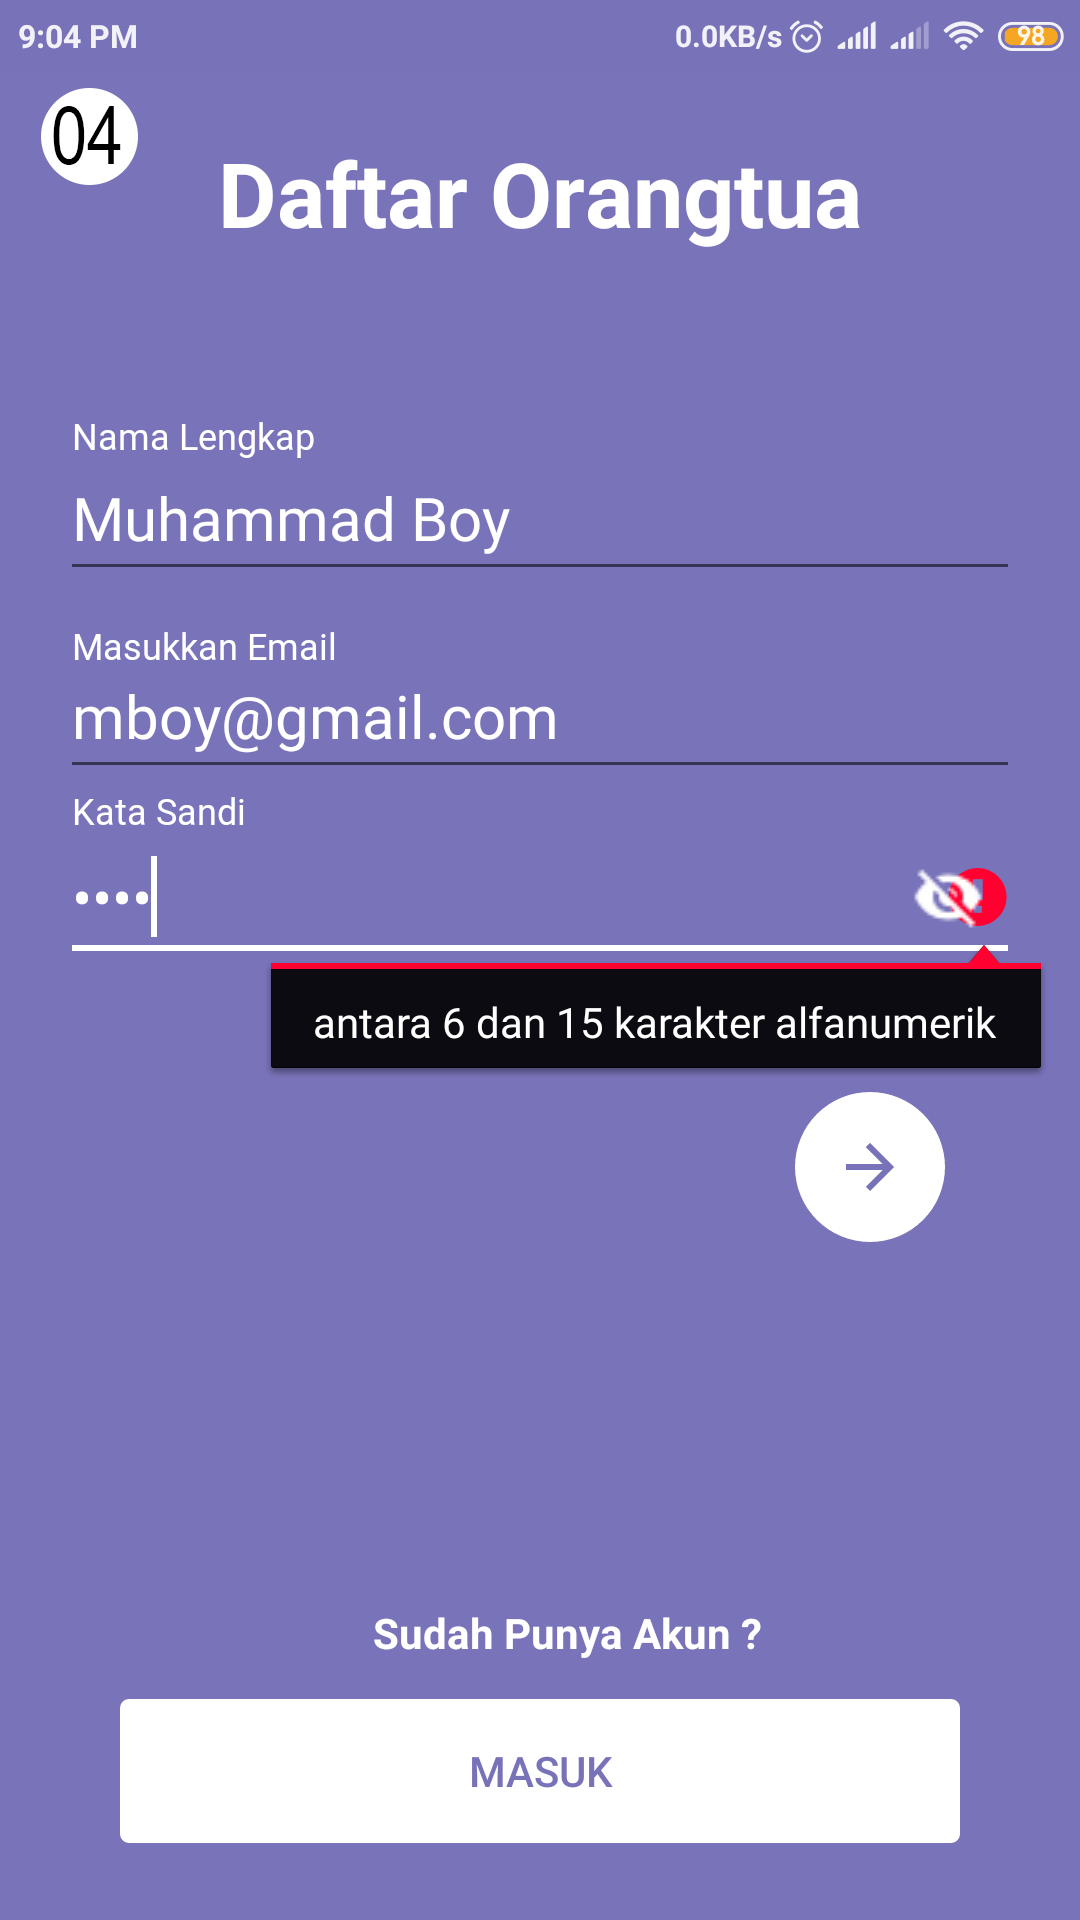 9:04 PM 0.0KB/s 98
04
Daftar Orangtua
Nama Lengkap
Muhammad Boy
Masukkan Email
mboy@gmail.com
Kata Sandi
••••
antara 6 dan 15 karakter alfanumerik
Sudah Punya Akun ?
MASUK